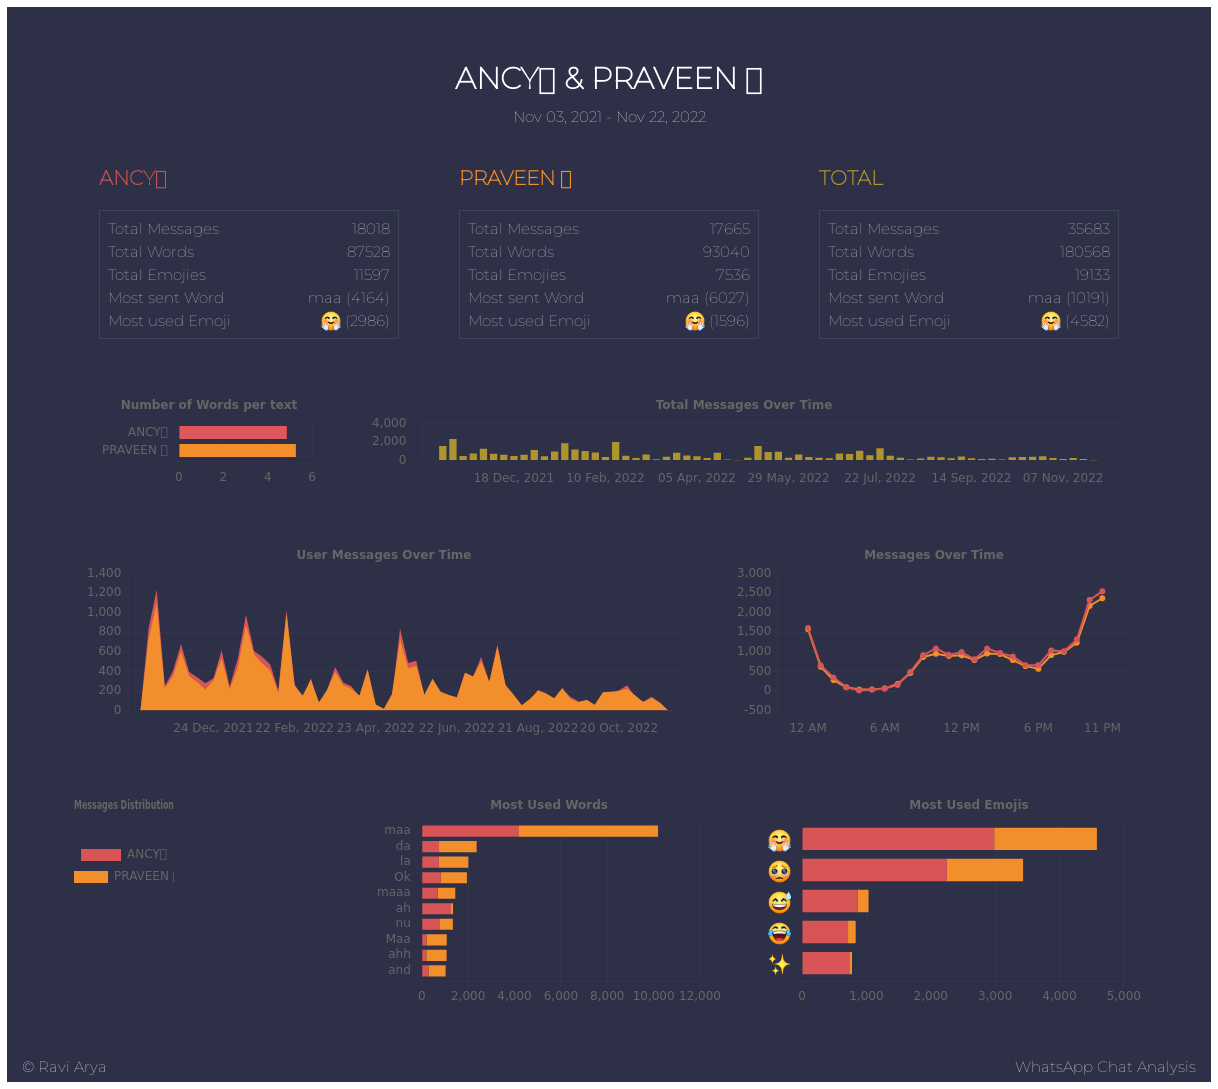 ANCY▯ & PRAVEEN ▯
Nov 03, 2021 - Nov 22, 2022
ANCY▯
Total Messages 18018
Total Words 87528
Total Emojies 11597
Most sent Word maa (4164)
Most used Emoji 🤗 (2986)
PRAVEEN ▯
Total Messages 17665
Total Words 93040
Total Emojies 7536
Most sent Word maa (6027)
Most used Emoji 🤗 (1596)
TOTAL
Total Messages 35683
Total Words 180568
Total Emojies 19133
Most sent Word maa (10191)
Most used Emoji 🤗 (4582)
Number of Words per text
ANCY▯
PRAVEEN ▯
0 2 4 6
Total Messages Over Time
4,000
2,000
0
18 Dec, 2021 10 Feb, 2022 05 Apr, 2022 29 May, 2022 22 Jul, 2022 14 Sep, 2022 07 Nov, 2022
User Messages Over Time
1,400
1,200
1,000
800
600
400
200
0
24 Dec, 2021 22 Feb, 2022 23 Apr, 2022 22 Jun, 2022 21 Aug, 2022 20 Oct, 2022
Messages Over Time
3,000
2,500
2,000
1,500
1,000
500
0
-500
12 AM 6 AM 12 PM 6 PM 11 PM
Messages Distribution
ANCY▯
PRAVEEN
Most Used Words
maa
da
la
Ok
maaa
ah
nu
Maa
ahh
and
0 2,000 4,000 6,000 8,000 10,000 12,000
Most Used Emojis
🤗
🥺
😅
😂
✨
0 1,000 2,000 3,000 4,000 5,000
© Ravi Arya
WhatsApp Chat Analysis